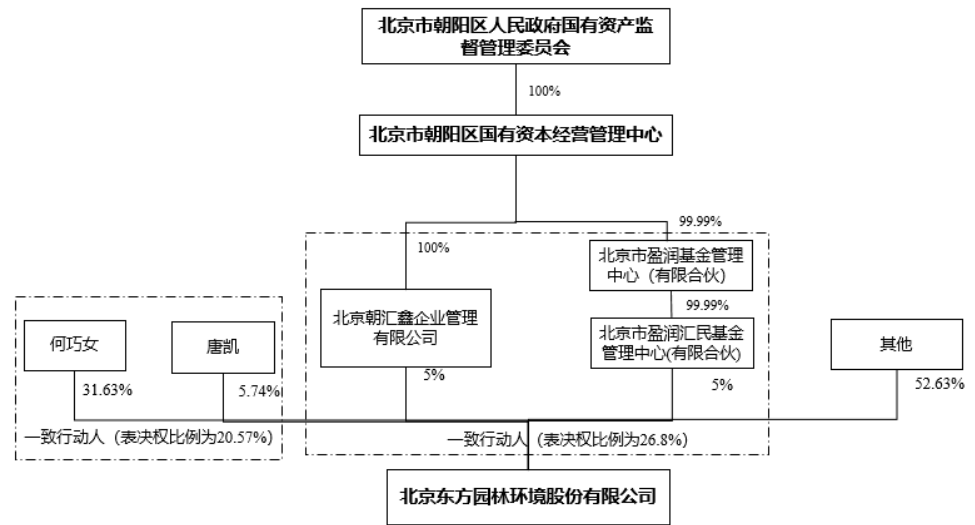 北京市朝阳区人民政府国有资产监
督管理委员会
100%
北京市朝阳区国有资本经营管理中心
99.99%
100%
北京市盈润基金管理
中心（有限合伙）
99.99%
北京朝汇鑫企业管理
有限公司
北京市盈润汇民基金
管理中心(有限合伙)
何巧女
唐凯
其他
31.63%
5.74%
5%
5%
52.63%
一致行动人（表决权比例为20.57%）
一致行动人（表决权比例为26.8%）
北京东方园林环境股份有限公司